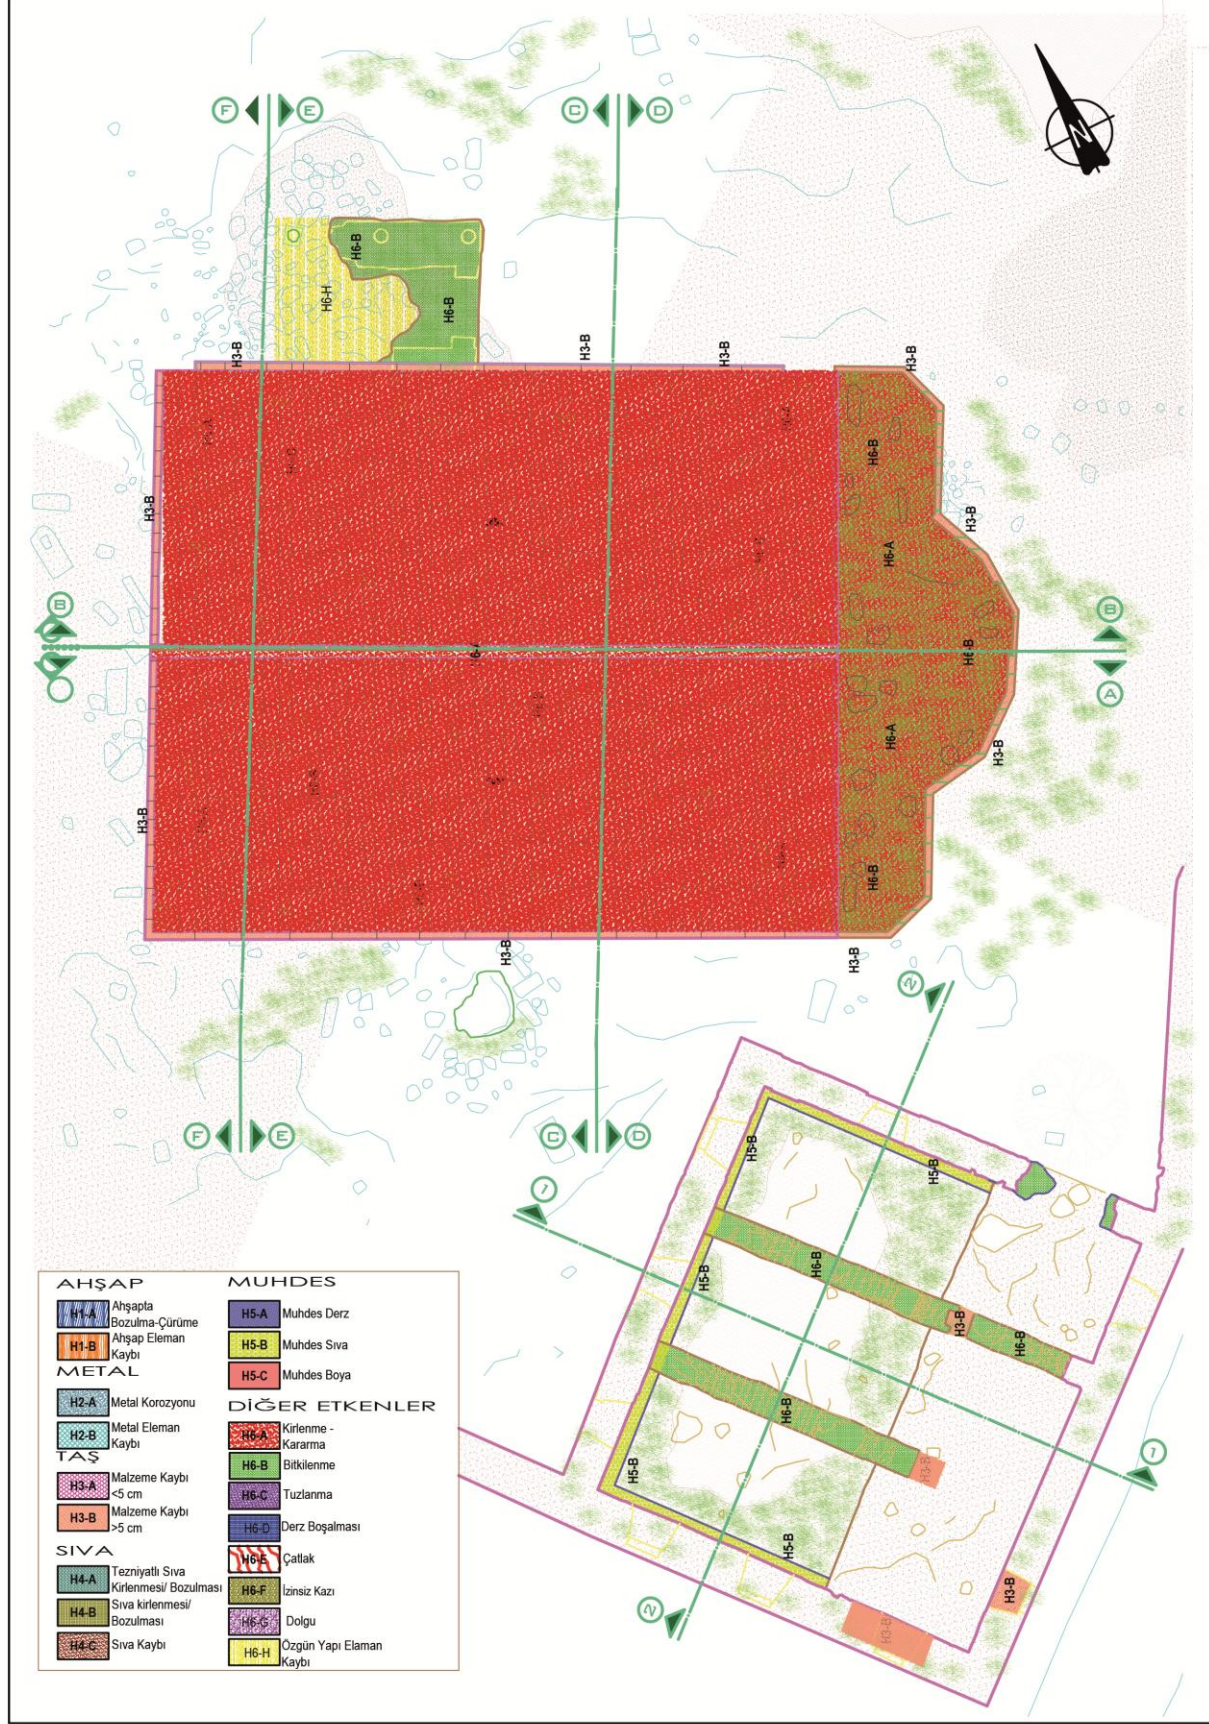 F E C D
N
H6-B
H6-H
H6-B
H3-B H3-B H3-B H3-B
H6-B
H3-B H3-B
H6-A
B B
H6-A H6-B
A
H6-A
H3-B
H3-B
H6-B
H3-B H3-B
2
F E C D
H5-B H5-B
1
H6-B
H5-B
H3-B
H6-B
H6-B
H3-B
H5-B
1
H5-B
H3-B
2
H3-B
AHŞAP
H1-A Ahşapta
Bozulma-Çürüme
H1-B Ahşap Eleman
Kaybı
METAL
H2-A Metal Korozyonu
H2-B Metal Eleman
Kaybı
TAŞ
H3-A Malzeme Kaybı
<5 cm
H3-B Malzeme Kaybı
>5 cm
SIVA
H4-A Tezniyatlı Sıva
Kirlenmesi/ Bozulması
H4-B Sıva kirlenmesi/
Bozulması
H4-C Sıva Kaybı
MUHDES
H5-A Muhdes Derz
H5-B Muhdes Sıva
H5-C Muhdes Boya
DİĞER ETKENLER
H6-A Kirlenme -
Kararma
H6-B Bitkilenme
H6-C Tuzlanma
H6-D Derz Boşalması
H6-E Çatlak
H6-F İzinsiz Kazı
H6-G Dolgu
H6-H Özgün Yapı Elaman
Kaybı